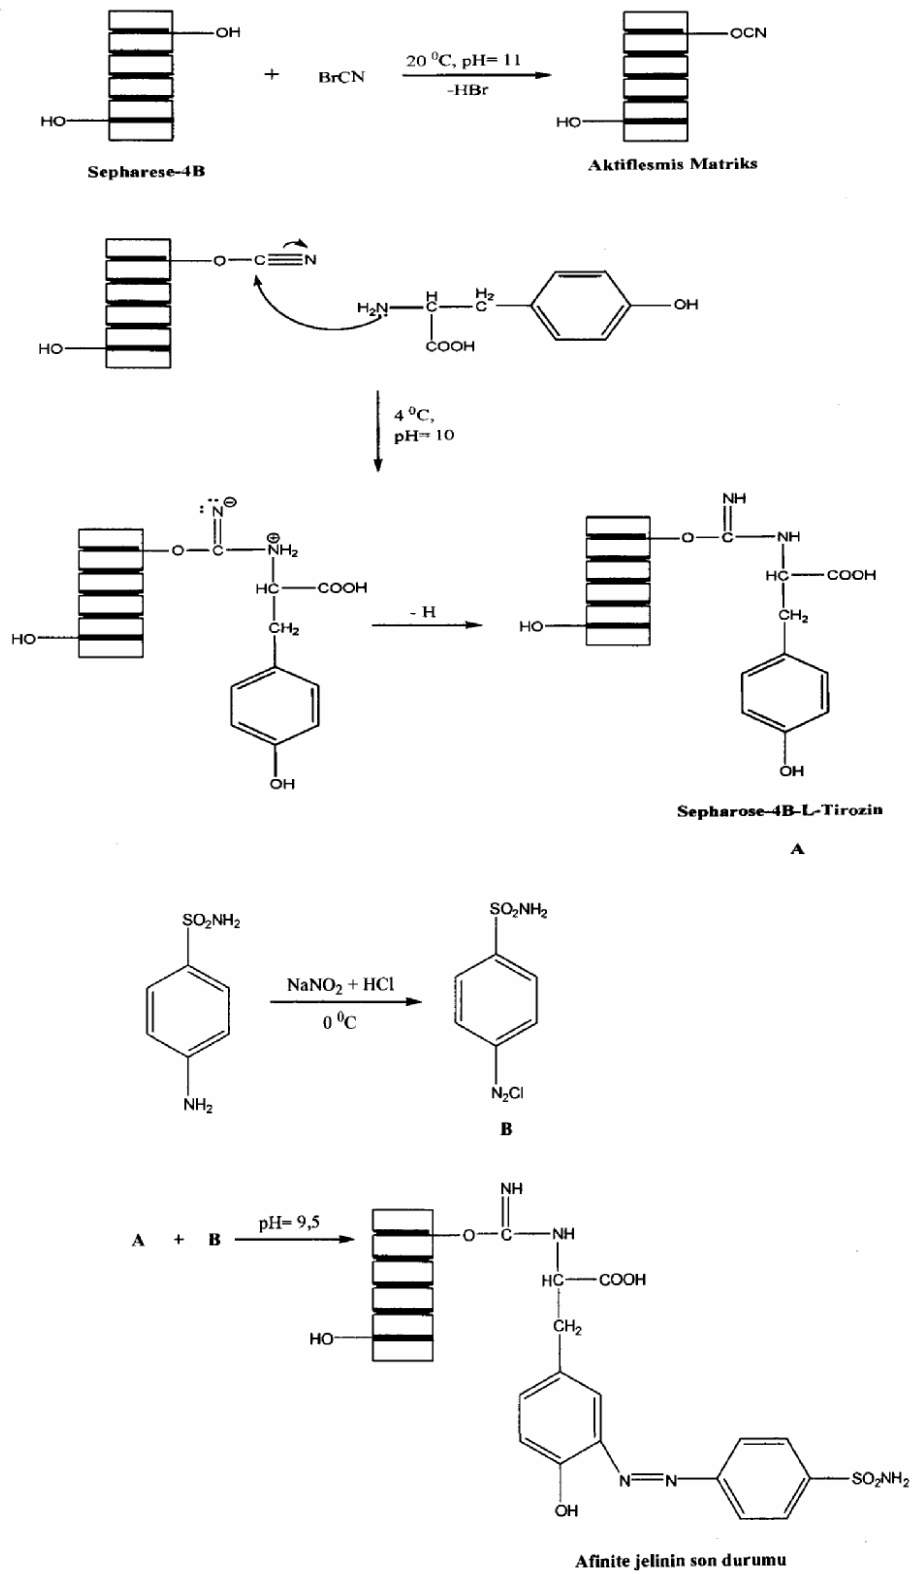 OH
OCN
+
BrCN
20 ⁰C, pH= 11
-HBr
HO
HO
Sepharese-4B
Aktiflesmis Matriks
O
C
N
H₂N
H
C
H₂
C
OH
COOH
HO
4 ⁰C,
pH= 10
N
⊖
O
C
⊕
NH₂
HC
COOH
CH₂
HO
OH
- H
NH
O
C
NH
HC
COOH
CH₂
HO
OH
Sepharose-4B-L-Tirozin
A
SO₂NH₂
SO₂NH₂
NaNO₂ + HCl
0 ⁰C
NH₂
N₂Cl
B
A + B
pH= 9,5
NH
O
C
NH
HC
COOH
CH₂
HO
N
N
SO₂NH₂
OH
Afinite jelinin son durumu